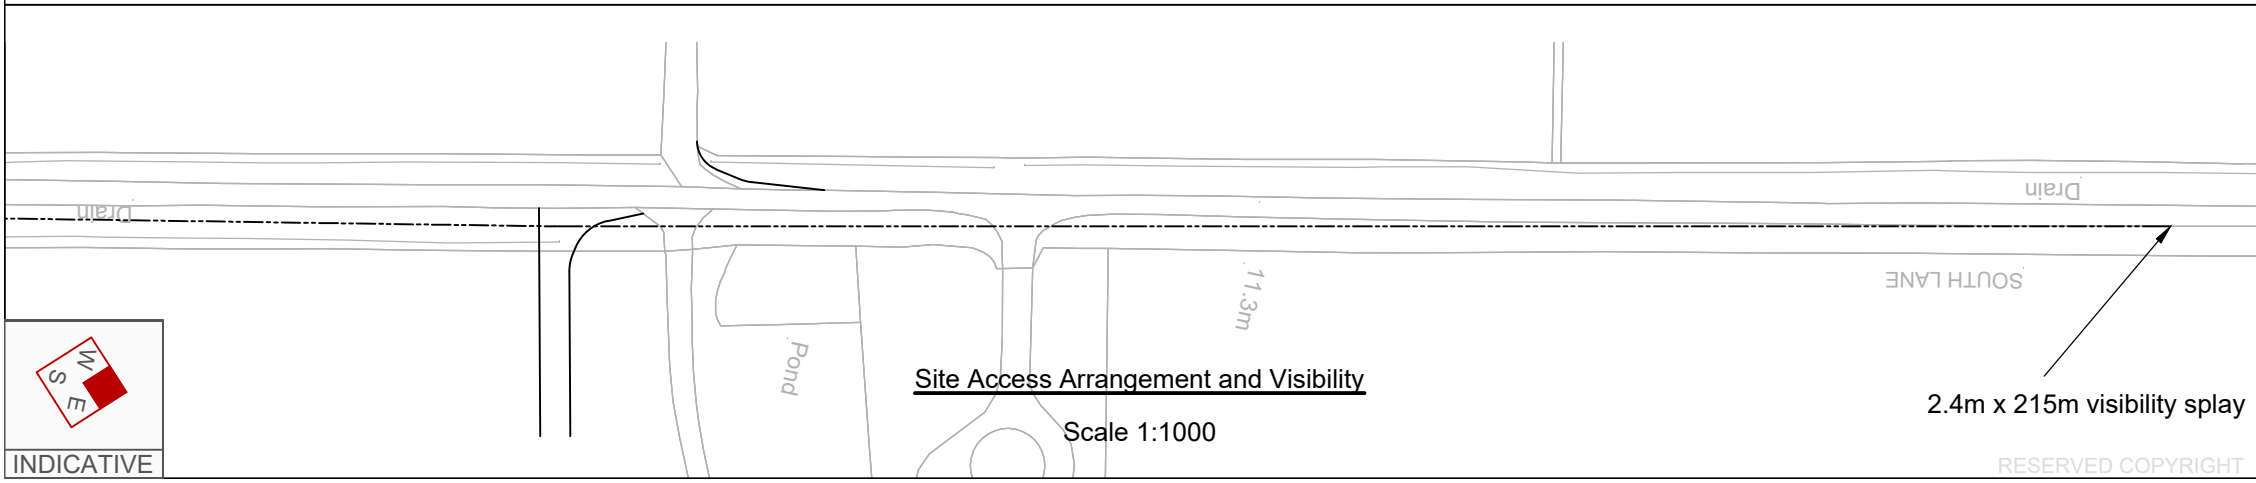 Drain
Drain
SOUTH LANE
11.3m
Pond
Site Access Arrangement and Visibility
Scale 1:1000
2.4m x 215m visibility splay
W
S
E
INDICATIVE
RESERVED COPYRIGHT